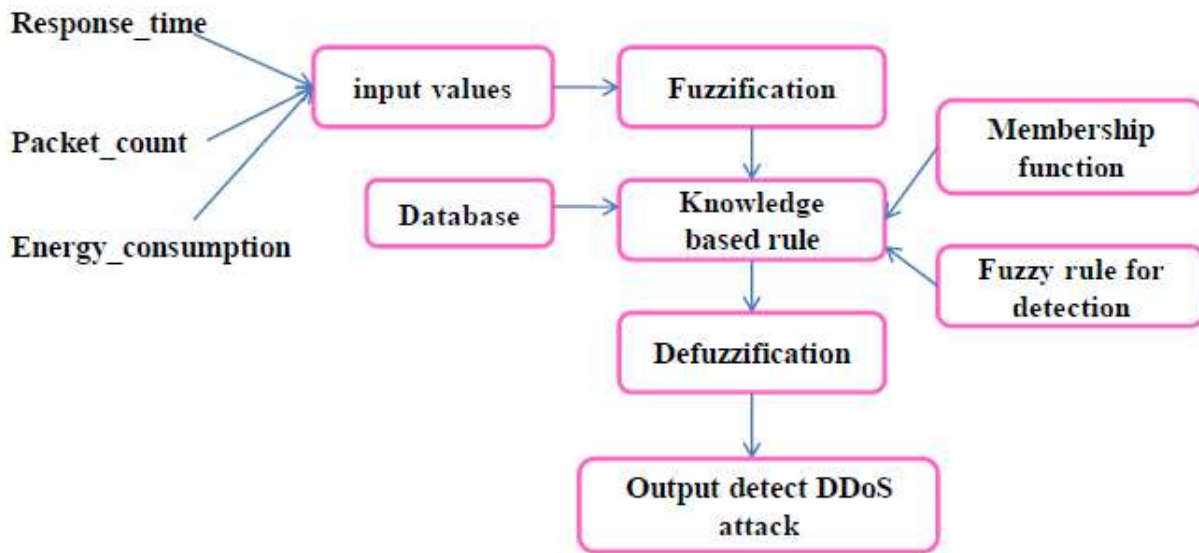 Response_time
input values
Fuzzification
Packet_count
Membership
function
Database
Knowledge
based rule
Energy_consumption
Fuzzy rule for
detection
Defuzzification
Output detect DDoS
attack